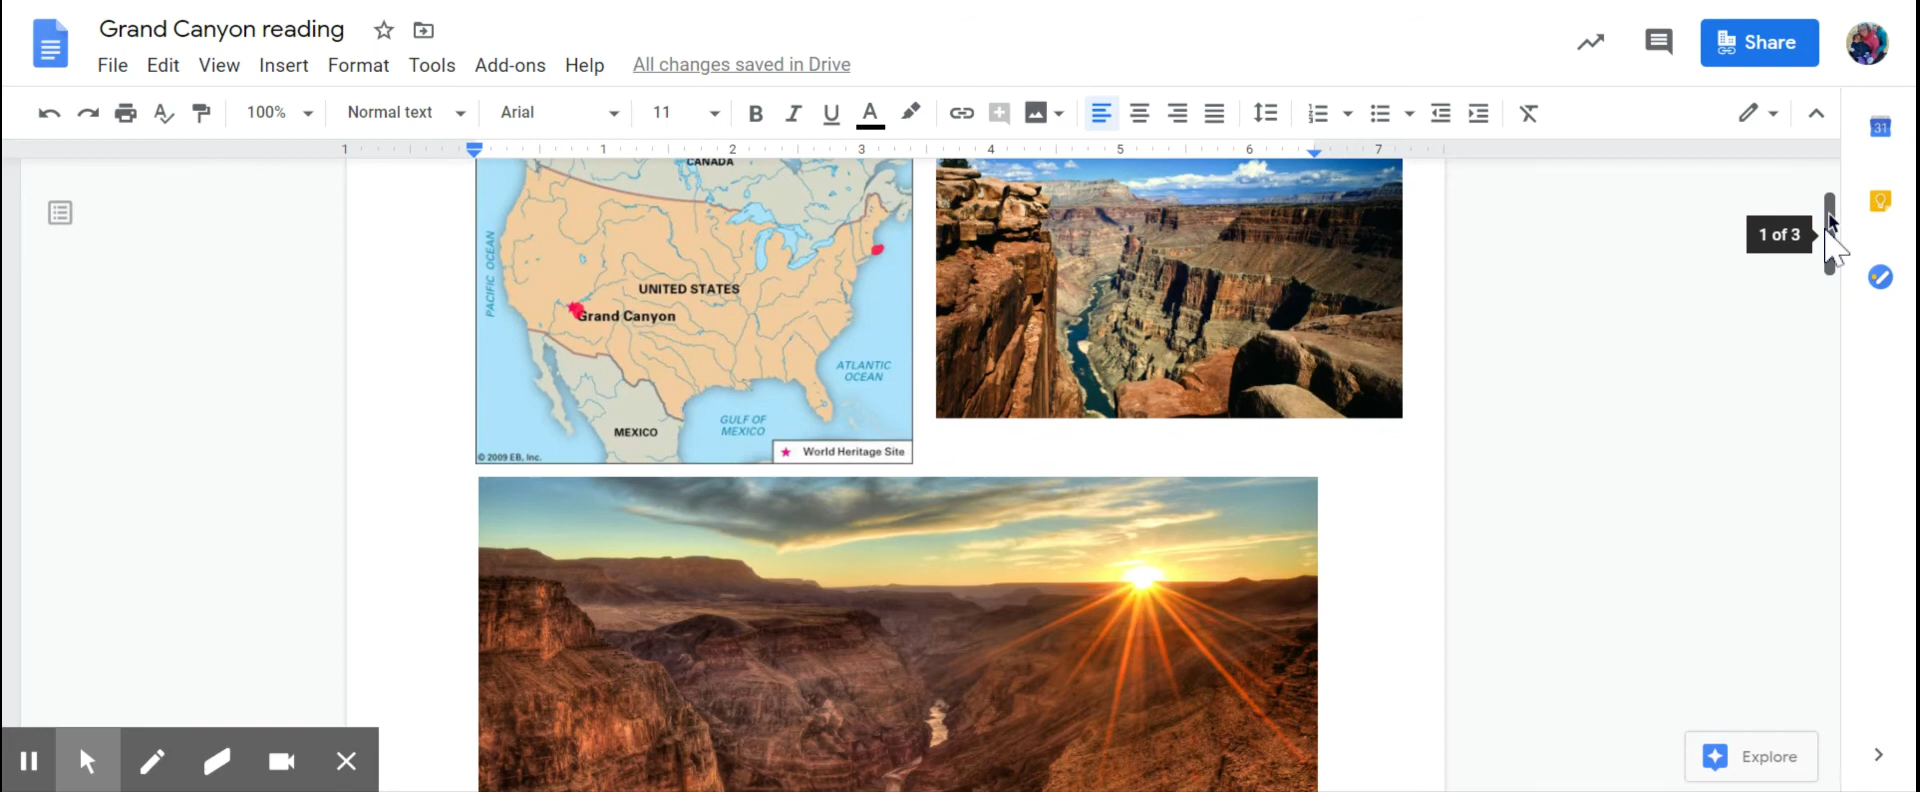 Grand Canyon reading
File Edit View Insert Format Tools Add-ons Help All changes saved in Drive
Share
100% Normal text Arial 11 B I U A
31
1 1 2 3 4 5 6 7
CANADA
PACIFIC OCEAN
UNITED STATES
Grand Canyon
ATLANTIC
OCEAN
GULF OF
MEXICO
MEXICO
World Heritage Site
© 2009 EB, Inc.
1 of 3
Explore